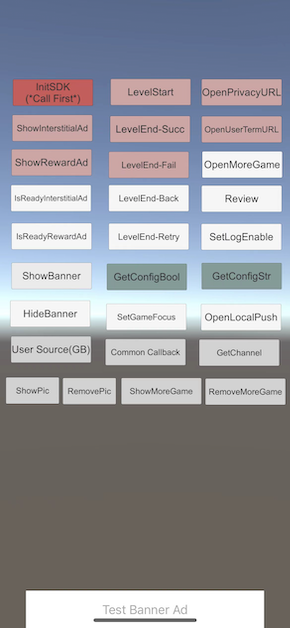 InitSDK
(*Call First*)
LevelStart
OpenPrivacyURL
ShowInterstitialAd
LevelEnd-Succ
OpenUserTermURL
ShowRewardAd
LevelEnd-Fail
OpenMoreGame
IsReadyInterstitialAd
LevelEnd-Back
Review
IsReadyRewardAd
LevelEnd-Retry
SetLogEnable
ShowBanner
GetConfigBool
GetConfigStr
HideBanner
SetGameFocus
OpenLocalPush
User Source(GB)
Common Callback
GetChannel
ShowPic
RemovePic
ShowMoreGame
RemoveMoreGame
Test Banner Ad